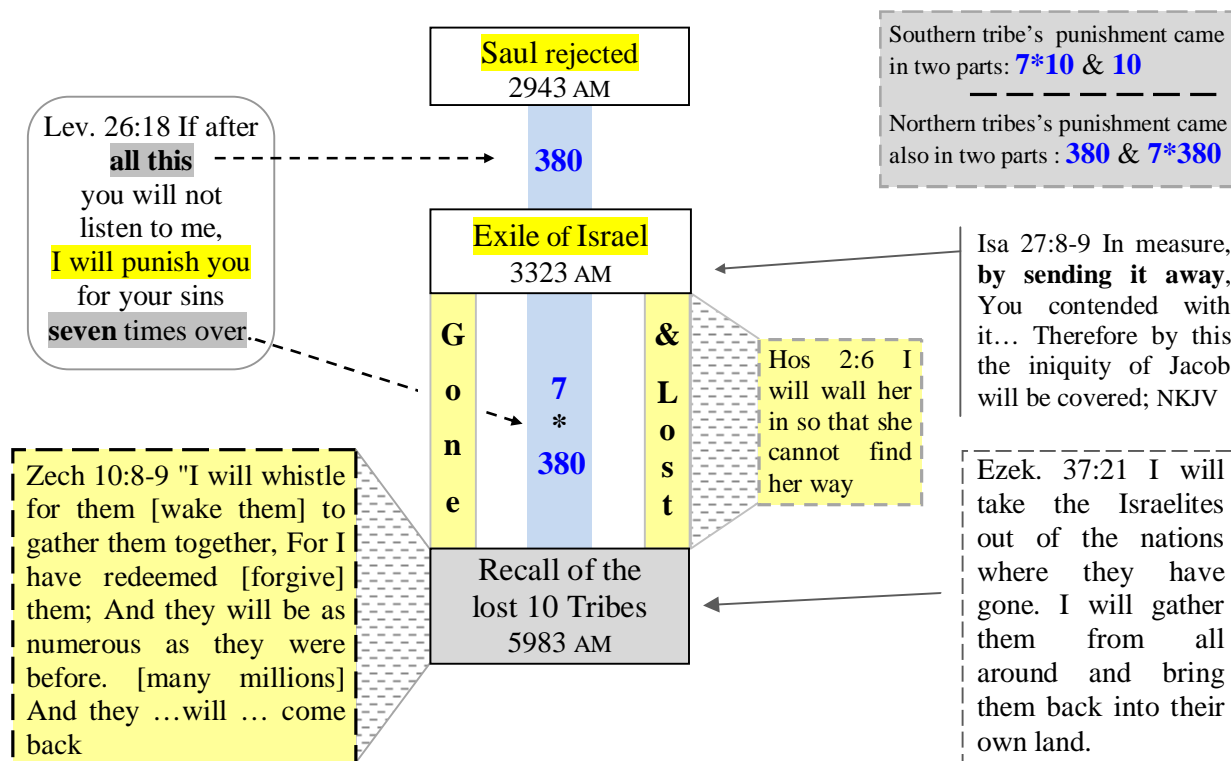 Saul rejected
2943 AM
Southern tribe’s punishment came
in two parts: 7*10 & 10
Northern tribes’s punishment came
also in two parts : 380 & 7*380
Lev. 26:18 If after
all this
you will not
listen to me,
I will punish you
for your sins
seven times over.
380
Exile of Israel
3323 AM
Isa 27:8-9 In measure,
by sending it away,
You contended with
it… Therefore by this
the iniquity of Jacob
will be covered; NKJV
G
o
n
e
7
*
380
&
L
o
s
t
Hos 2:6 I
will wall her
in so that she
cannot find
her way
Zech 10:8-9 "I will whistle
for them [wake them] to
gather them together, For I
have redeemed [forgive]
them; And they will be as
numerous as they were
before. [many millions]
And they …will … come
back
Recall of the
lost 10 Tribes
5983 AM
Ezek. 37:21 I will
take the Israelites
out of the nations
where they have
gone. I will gather
them from all
around and bring
them back into their
own land.